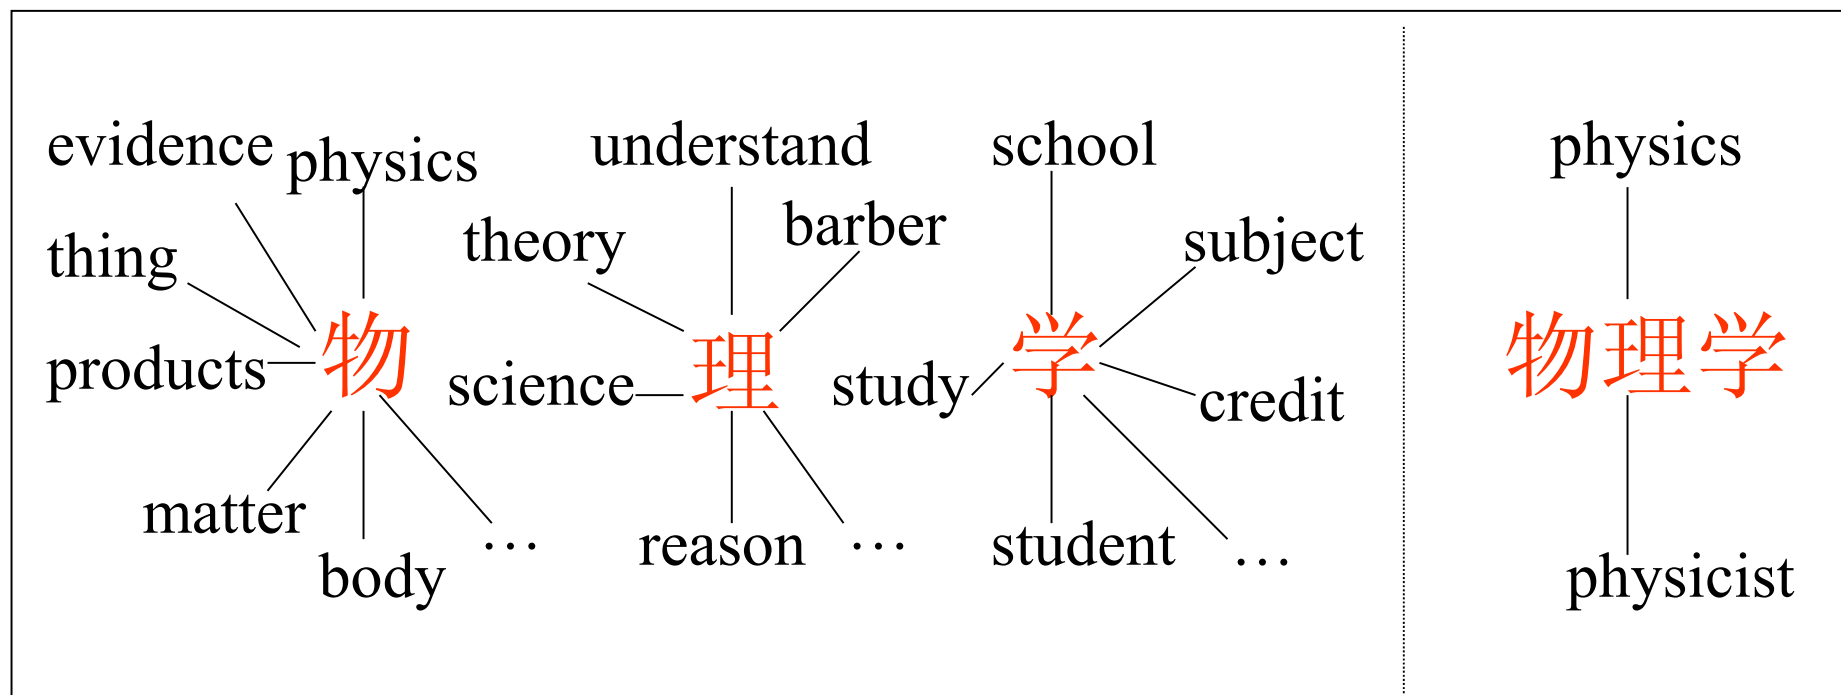 evidence
physics
thing
products
物
matter
body
…
understand
theory
barber
science
理
reason
…
school
subject
study
学
credit
student
…
physics
物理学
physicist